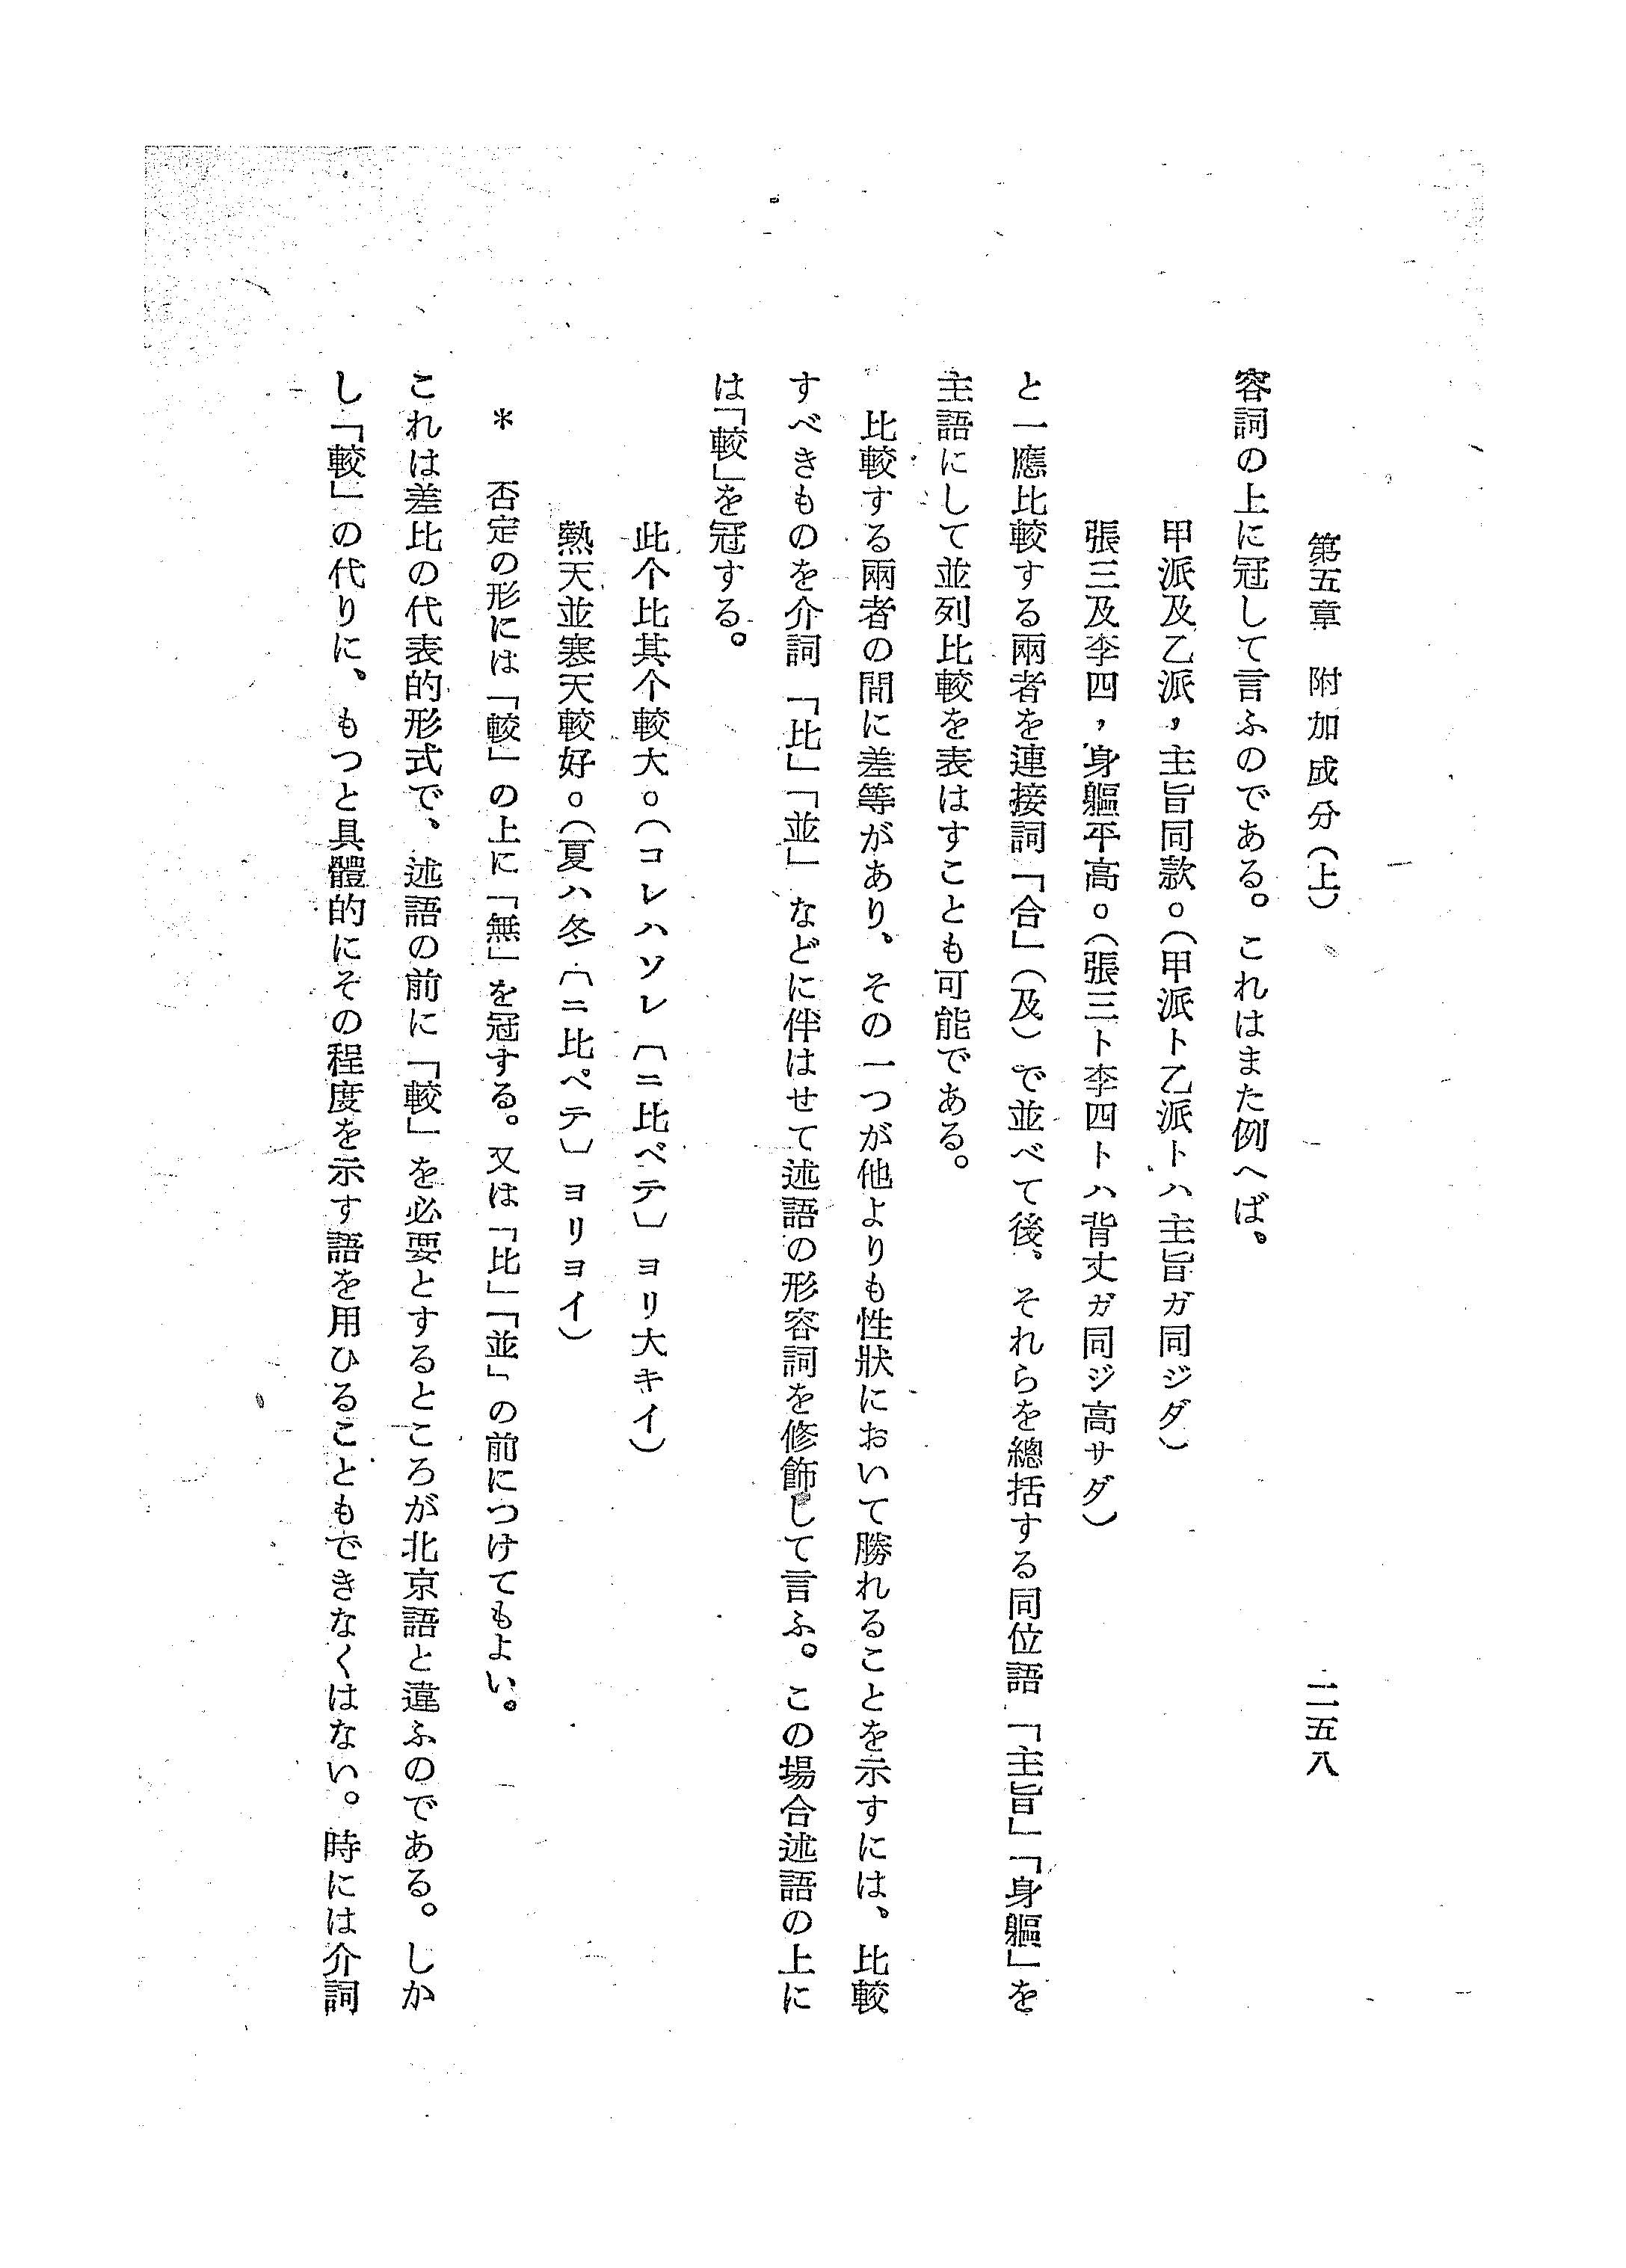 第五章　附加成分（上）　二五八
容詞の上に冠して言ふのである。これはまた例へば、
甲派及乙派，主旨同款。（甲派ト乙派トハ主旨ガ同ジダ）
張三及李四，身軀平高。（張三ト李四トハ背丈ガ同ジ高サダ）
と一應比較する兩者を連接詞「合」（及）で並べて後、それらを總括する同位語「主旨」「身軀」を
主語にして並列比較を表はすことも可能である。
比較する兩者の間に差等があり、その一つが他よりも性狀において勝れることを示すには、比較
すべきものを介詞「比」「並」などに伴はせて述語の形容詞を修飾して言ふ。この場合述語の上に
は「較」を冠する。
此个比其个較大。（コレハソレ〔ニ比ベテ〕ヨリ大キイ）
熱天並寒天較好。（夏ハ冬〔ニ比ベテ〕ヨリヨイ）
＊　否定の形には「較」の上に「無」を冠する。又は「比」「並」の前につけてもよい。
これは差比の代表的形式で、述語の前に「較」を必要とするところが北京語と違ふのである。しか
し「較」の代りに、もつと具體的にその程度を示す語を用ひることもできなくはない。時には介詞